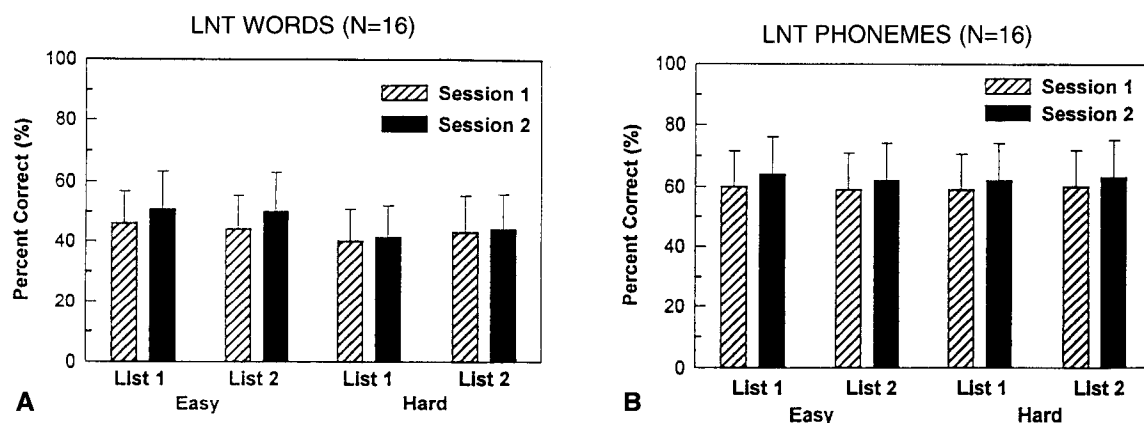 LNT WORDS (N=16)
100
80
60
40
20
0
Percent Correct (%)
Session 1
Session 2
List 1 List 2 List 1 List 2
Easy Hard
A
LNT PHONEMES (N=16)
100
80
60
40
20
0
Percent Correct (%)
Session 1
Session 2
List 1 List 2 List 1 List 2
Easy Hard
B